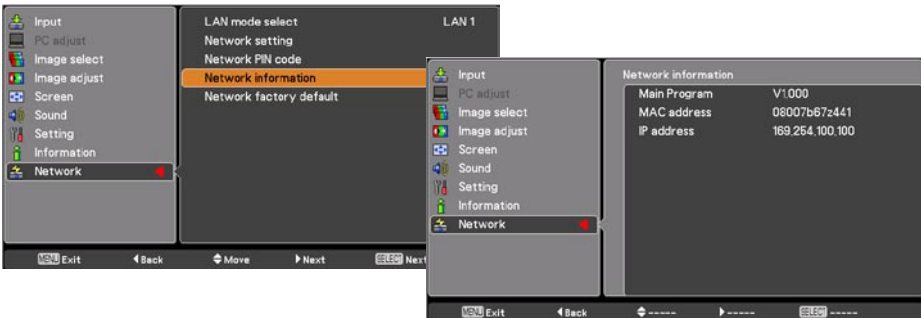 Input
PC adjust
Image select
Image adjust
Screen
Sound
Setting
Information
Network
LAN mode select LAN 1
Network setting
Network PIN code
Network information
Network factory default
MENU Exit Back Move Next SELECT Next
Input
PC adjust
Image select
Image adjust
Screen
Sound
Setting
Information
Network
Network information
Main Program V1.000
MAC address 08007b67z441
IP address 169.254.100.100
MENU Exit Back ----- ----- SELECT -----